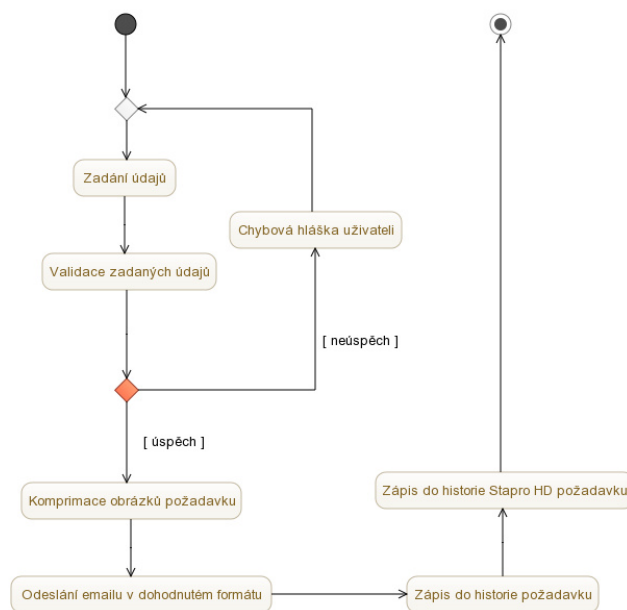 Zadání údajů
Chybová hláška uživateli
Validace zadaných údajů
[ neúspěch ]
[ úspěch ]
Komprimace obrázků požadavku
Zápis do historie Stapro HD požadavku
Odeslání emailu v dohodnutém formátu
Zápis do historie požadavku